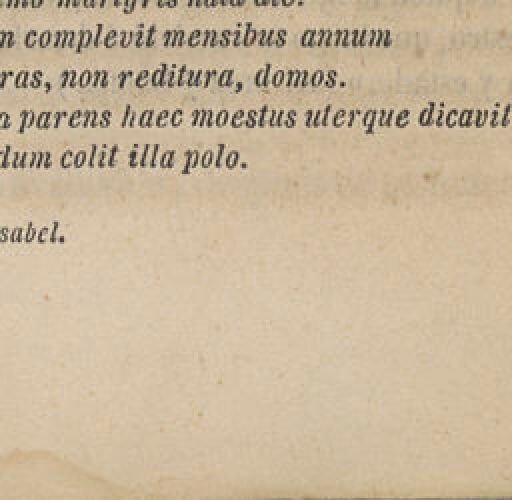 martyris nata die.
n complevit mensibus annum
ras, non reditura, domos.
a parens haec moestus uterque dicavit
dum colit illa polo.
sabel.